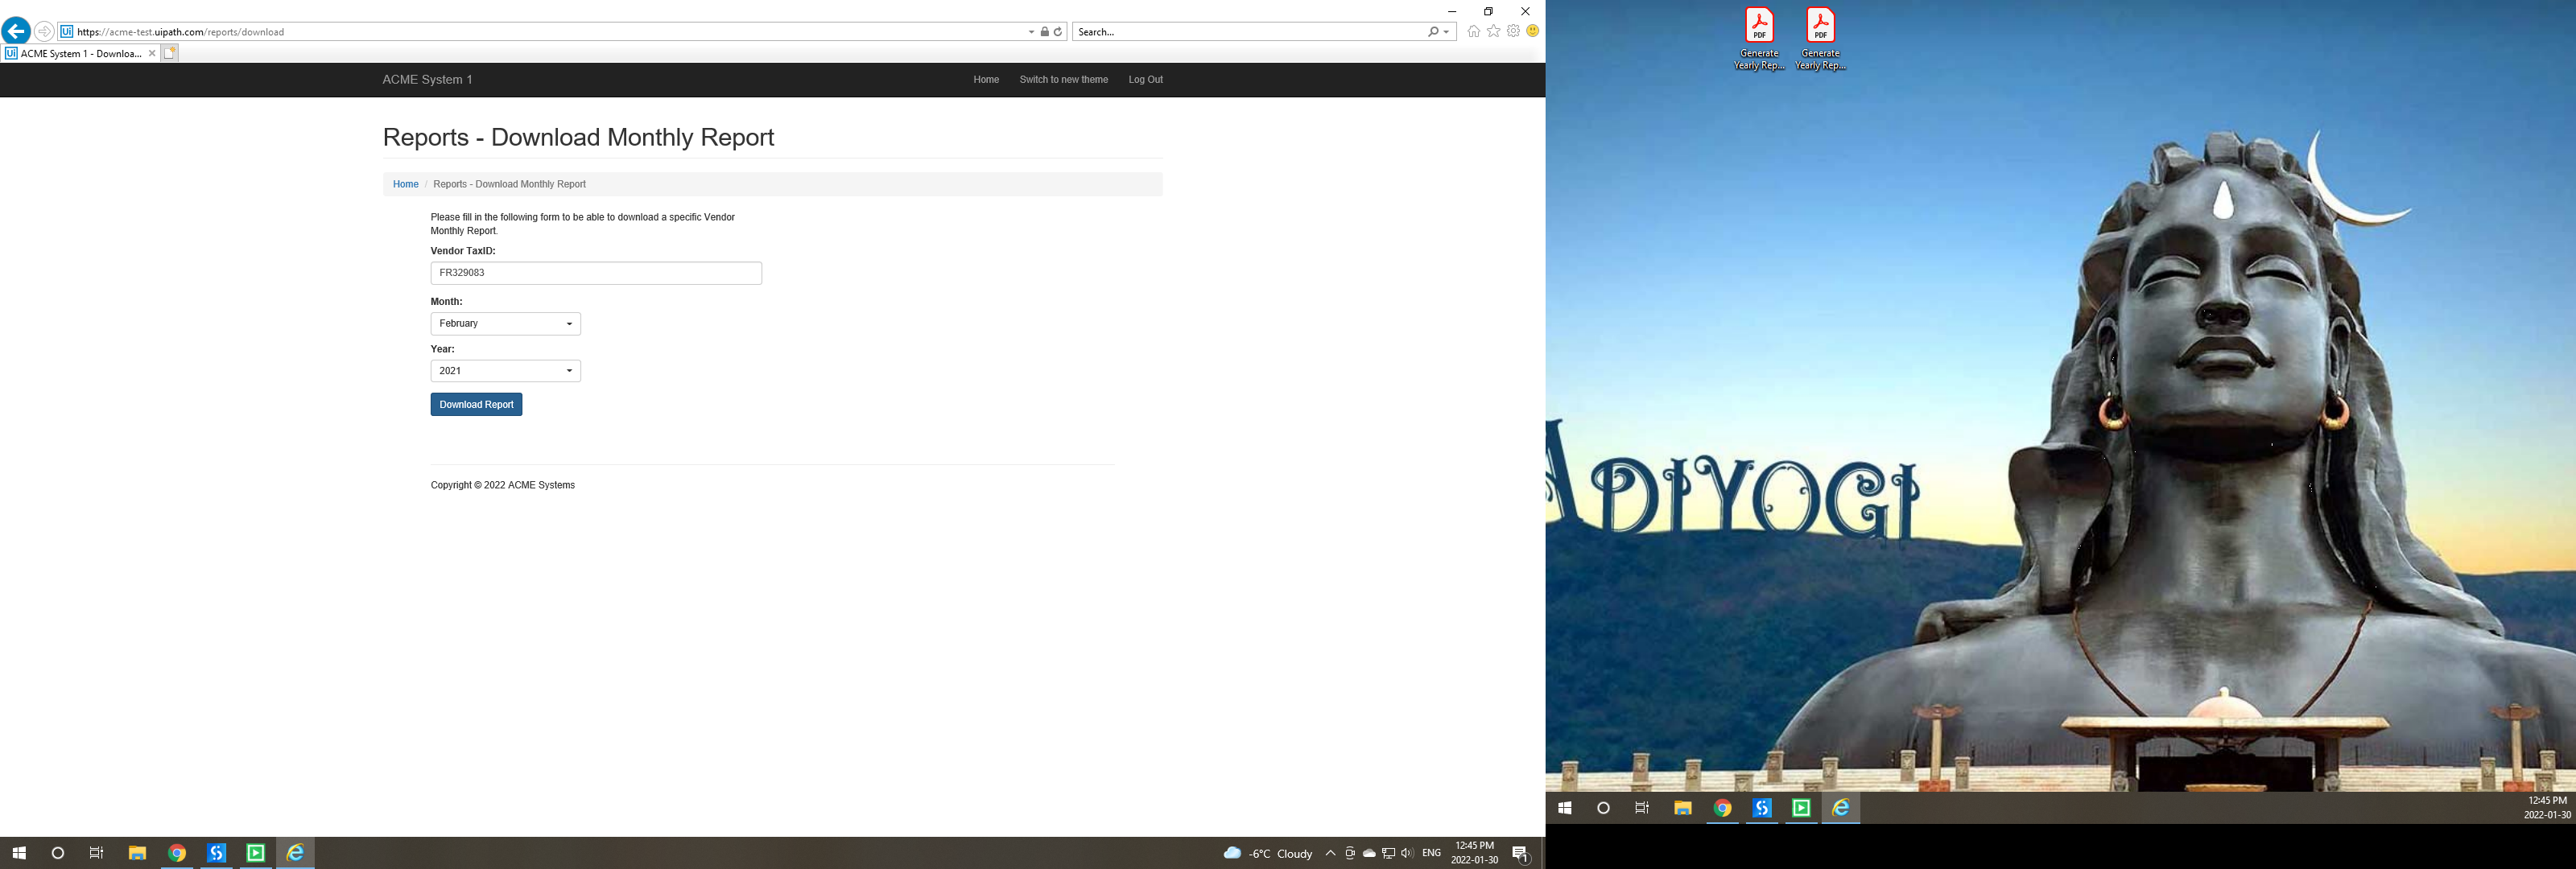 https://acme-test.uipath.com/reports/download
Search...
ACME System 1 - Downloa...
ACME System 1
Home
Switch to new theme
Log Out
Reports - Download Monthly Report
Home / Reports - Download Monthly Report
Please fill in the following form to be able to download a specific Vendor
Monthly Report.
Vendor TaxID:
FR329083
Month:
February
Year:
2021
Download Report
Copyright © 2022 ACME Systems
-6°C Cloudy
ENG
12:45 PM
2022-01-30
1
PDF
Generate
Yearly Rep...
PDF
Generate
Yearly Rep...
ADIYOGI
12:45 PM
2022-01-30